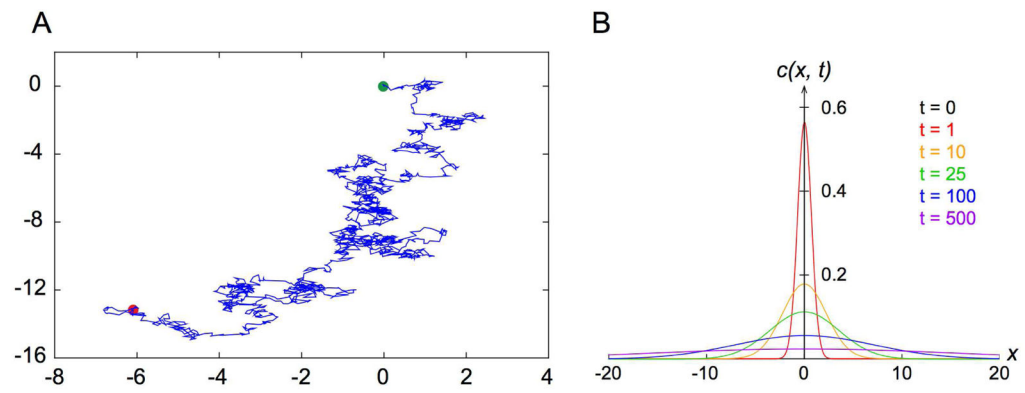 A
0
-4
-8
-12
-16
-8
-6
-4
-2
0
2
4
B
c(x, t)
0.6
0.4
0.2
t = 0
t = 1
t = 10
t = 25
t = 100
t = 500
-20
-10
0
10
20
x